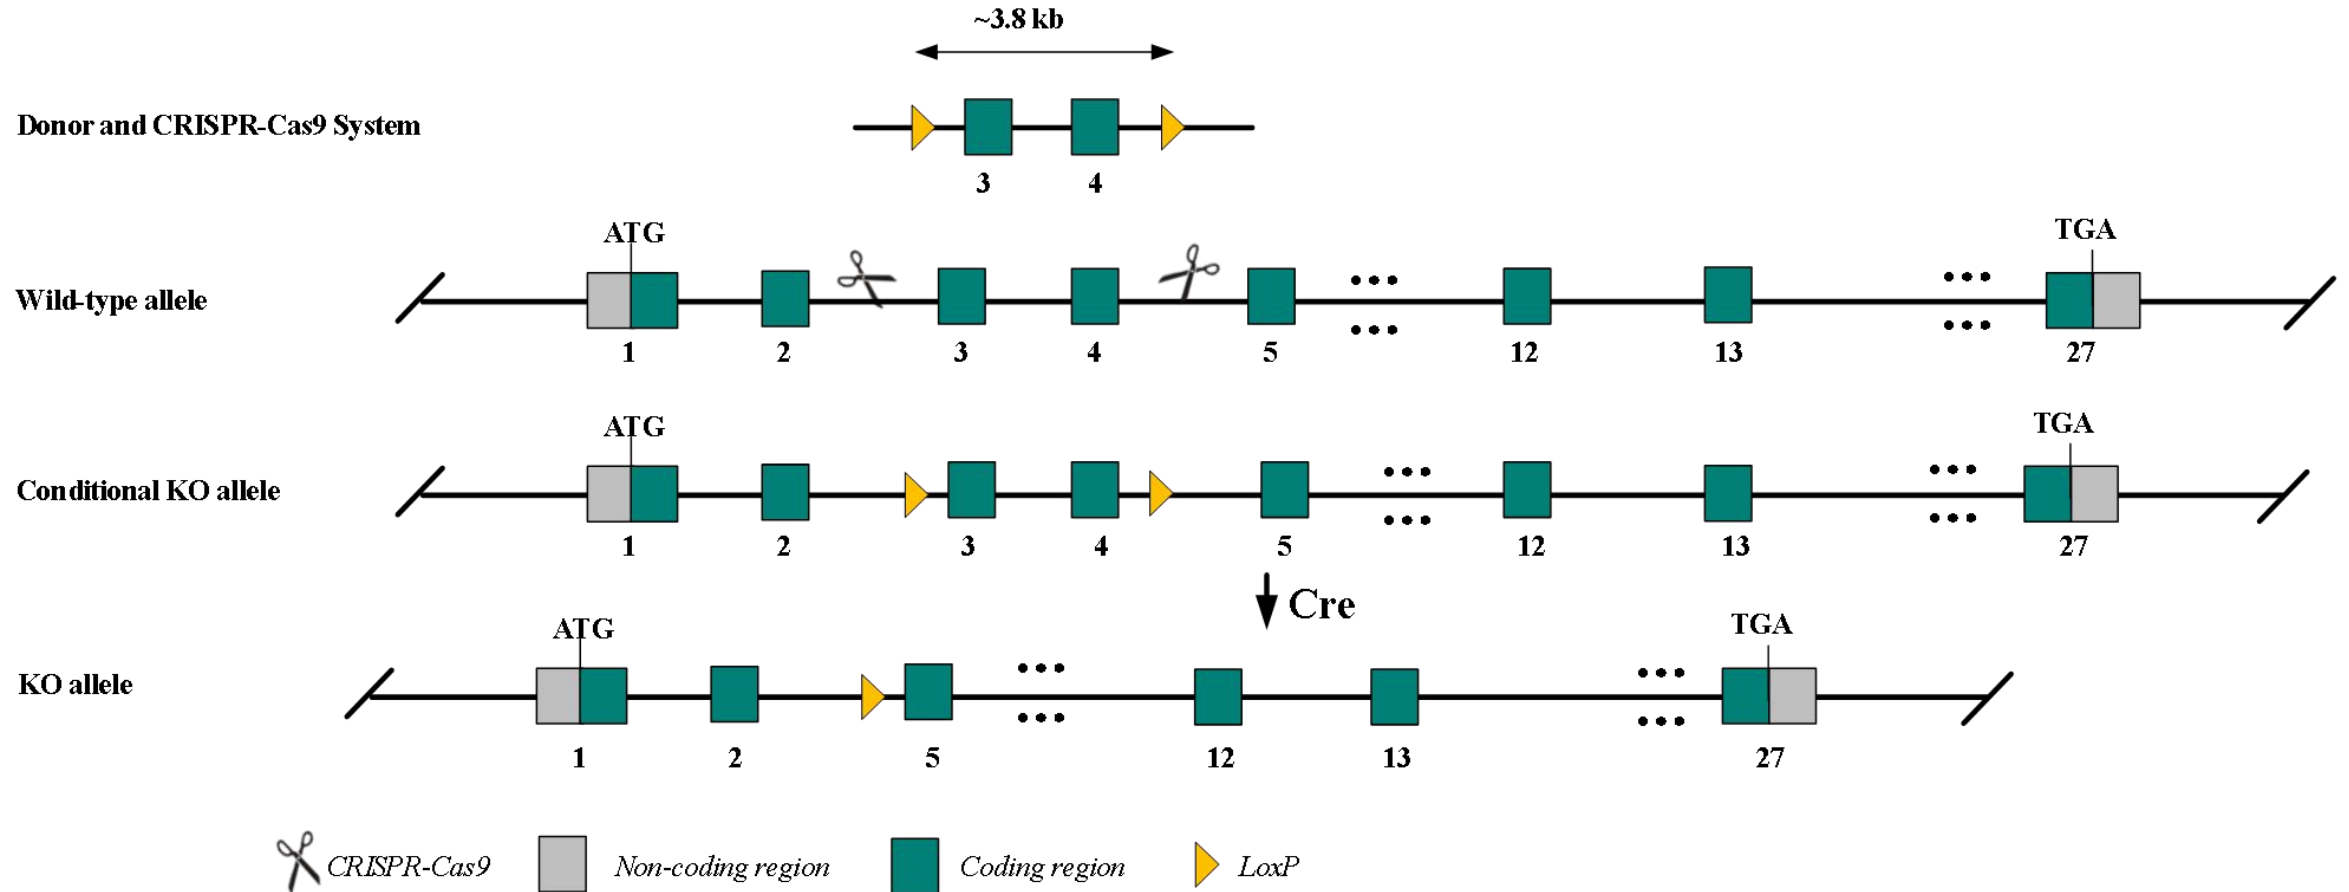 ~3.8 kb
Donor and CRISPR-Cas9 System
3 4
ATG TGA
Wild-type allele
1 2 3 4 5 12 13 27
ATG TGA
Conditional KO allele
1 2 3 4 5 12 13 27
Cre
ATG TGA
KO allele
1 2 5 12 13 27
CRISPR-Cas9 Non-coding region Coding region LoxP